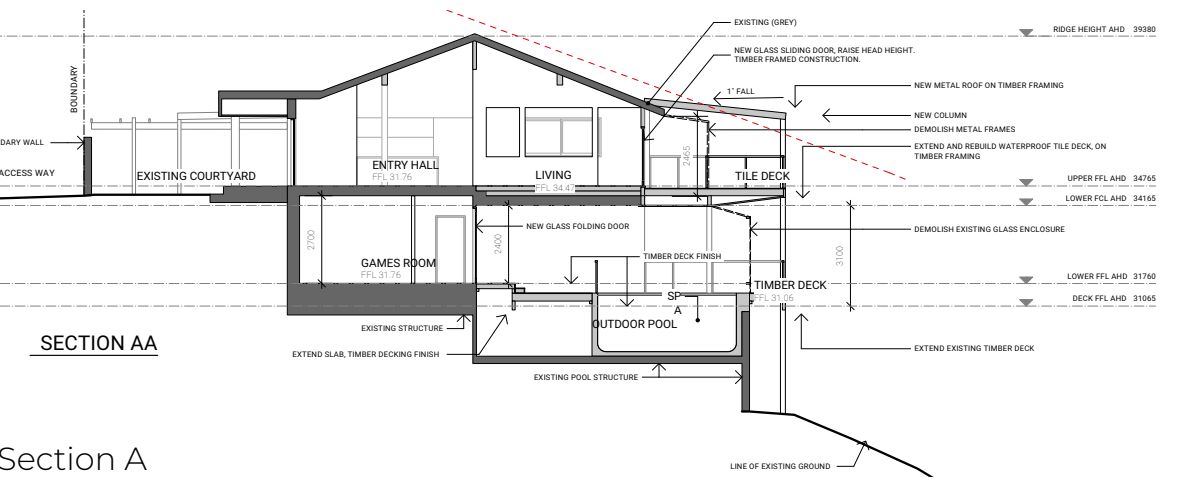 EXISTING (GREY)
RIDGE HEIGHT AHD 39380
NEW GLASS SLIDING DOOR, RAISE HEAD HEIGHT.
TIMBER FRAMED CONSTRUCTION.
BOUNDARY
1° FALL
NEW METAL ROOF ON TIMBER FRAMING
NEW COLUMN
DEMOLISH METAL FRAMES
DARY WALL
EXTEND AND REBUILD WATERPROOF TILE DECK, ON
TIMBER FRAMING
2465
ACCESS WAY
EXISTING COURTYARD
ENTRY HALL
FFL 31.76
LIVING
FFL 34.47
TILE DECK
UPPER FFL AHD 34765
LOWER FCL AHD 34165
NEW GLASS FOLDING DOOR
DEMOLISH EXISTING GLASS ENCLOSURE
2700
2400
3100
GAMES ROOM
FFL 31.76
TIMBER DECK FINISH
LOWER FFL AHD 31760
TIMBER DECK
FFL 31.06
SP
A
DECK FFL AHD 31065
OUTDOOR POOL
EXISTING STRUCTURE
SECTION AA
EXTEND SLAB, TIMBER DECKING FINISH
EXTEND EXISTING TIMBER DECK
EXISTING POOL STRUCTURE
Section A
LINE OF EXISTING GROUND